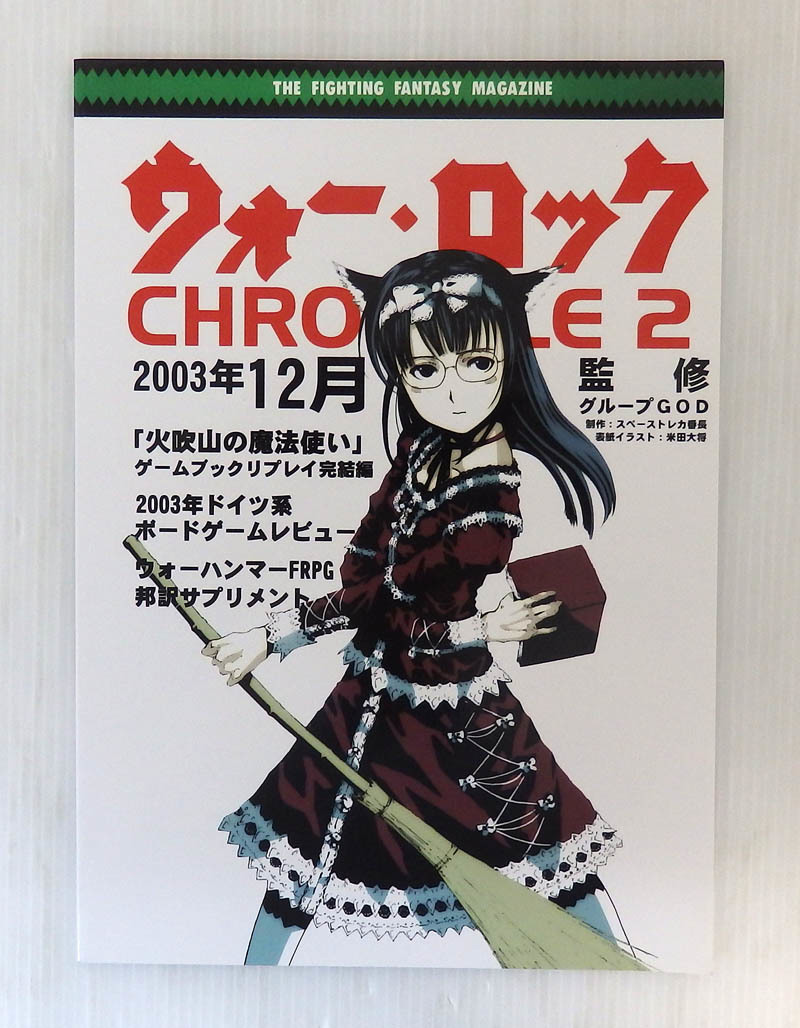 THE FIGHTING FANTASY MAGAZINE
ウォー・ロック
CHRO LE 2
2003年12月
監修
グループGOD
制作：スペーストレカ番長
表紙イラスト：米田大将
「火吹山の魔法使い」
ゲームブックリプレイ完結編
2003年ドイツ系
ボードゲームレビュー
ウォーハンマーFRPG
邦訳サプリメント